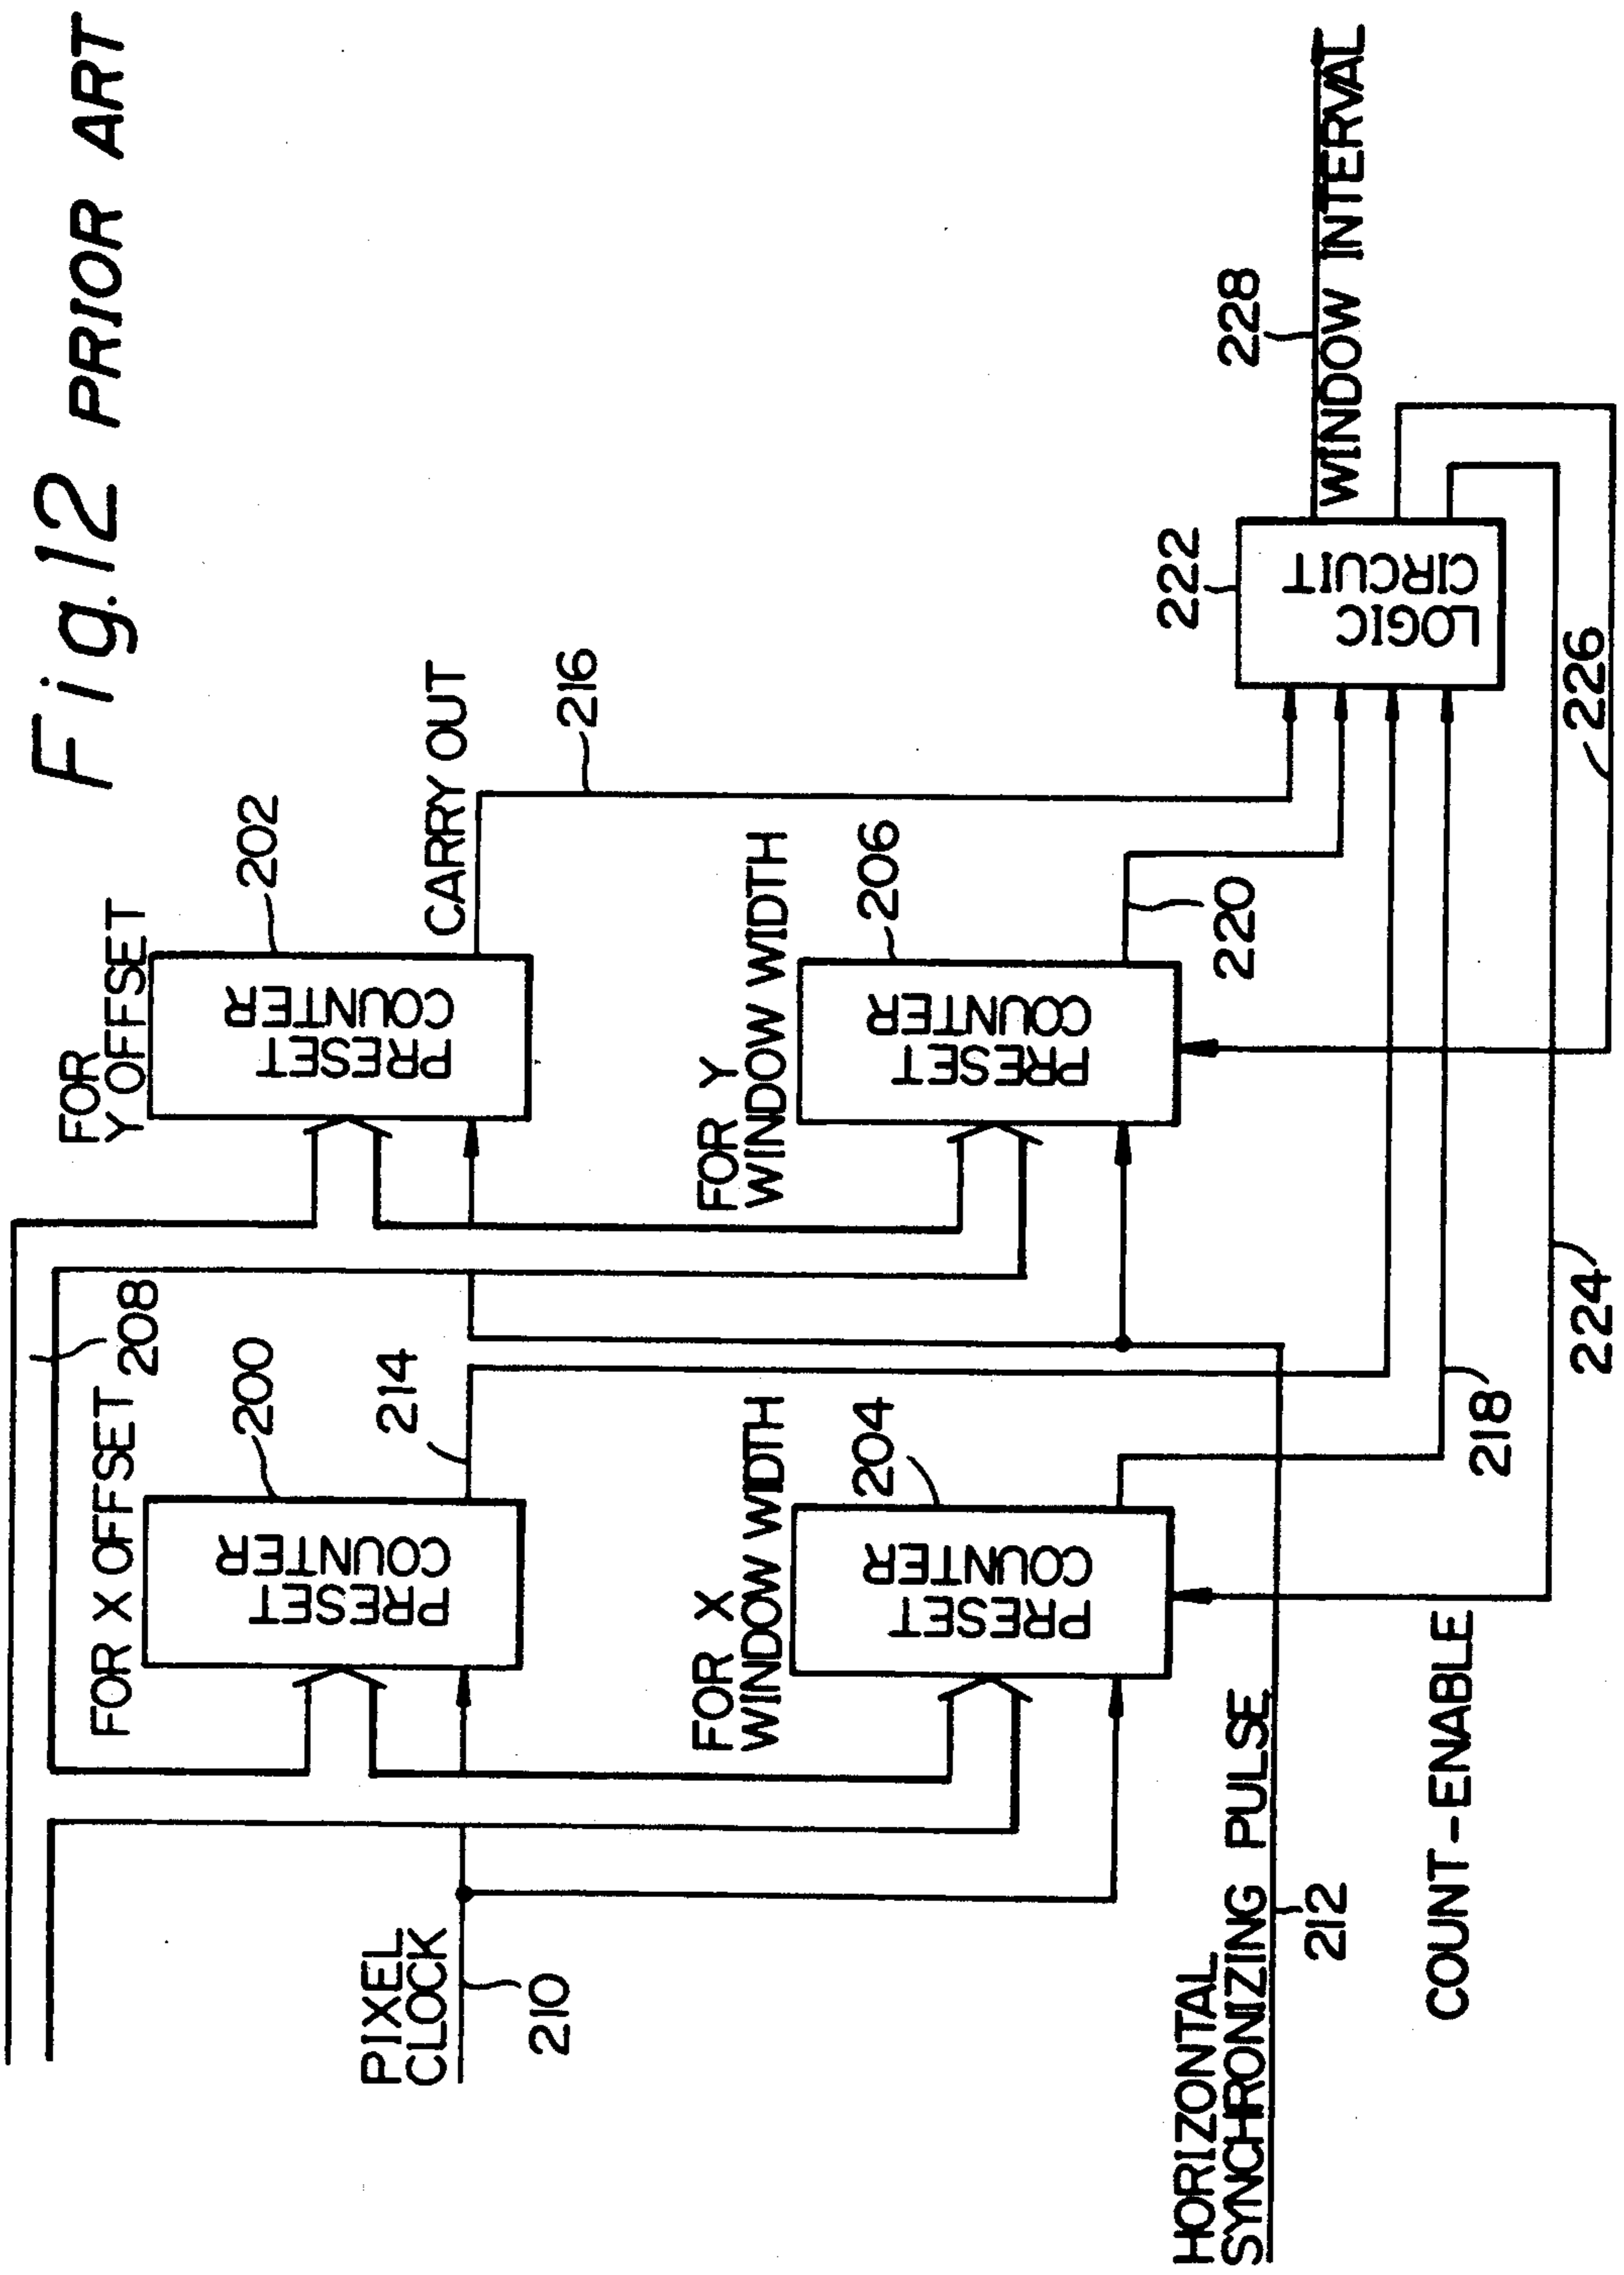 Fig.12 PRIOR ART
FOR X OFFSET
208
200
PRESET
COUNTER
214
FOR
Y OFFSET
202
PRESET
COUNTER
CARRY OUT
216
PIXEL
CLOCK
210
FOR X
WINDOW WIDTH
204
PRESET
COUNTER
FOR Y
WINDOW WIDTH
206
PRESET
COUNTER
220
222
LOGIC
CIRCUIT
228
WINDOW INTERVAL
HORIZONTAL
SYNCHRONIZING PULSE
212
COUNT-ENABLE
218
224
226